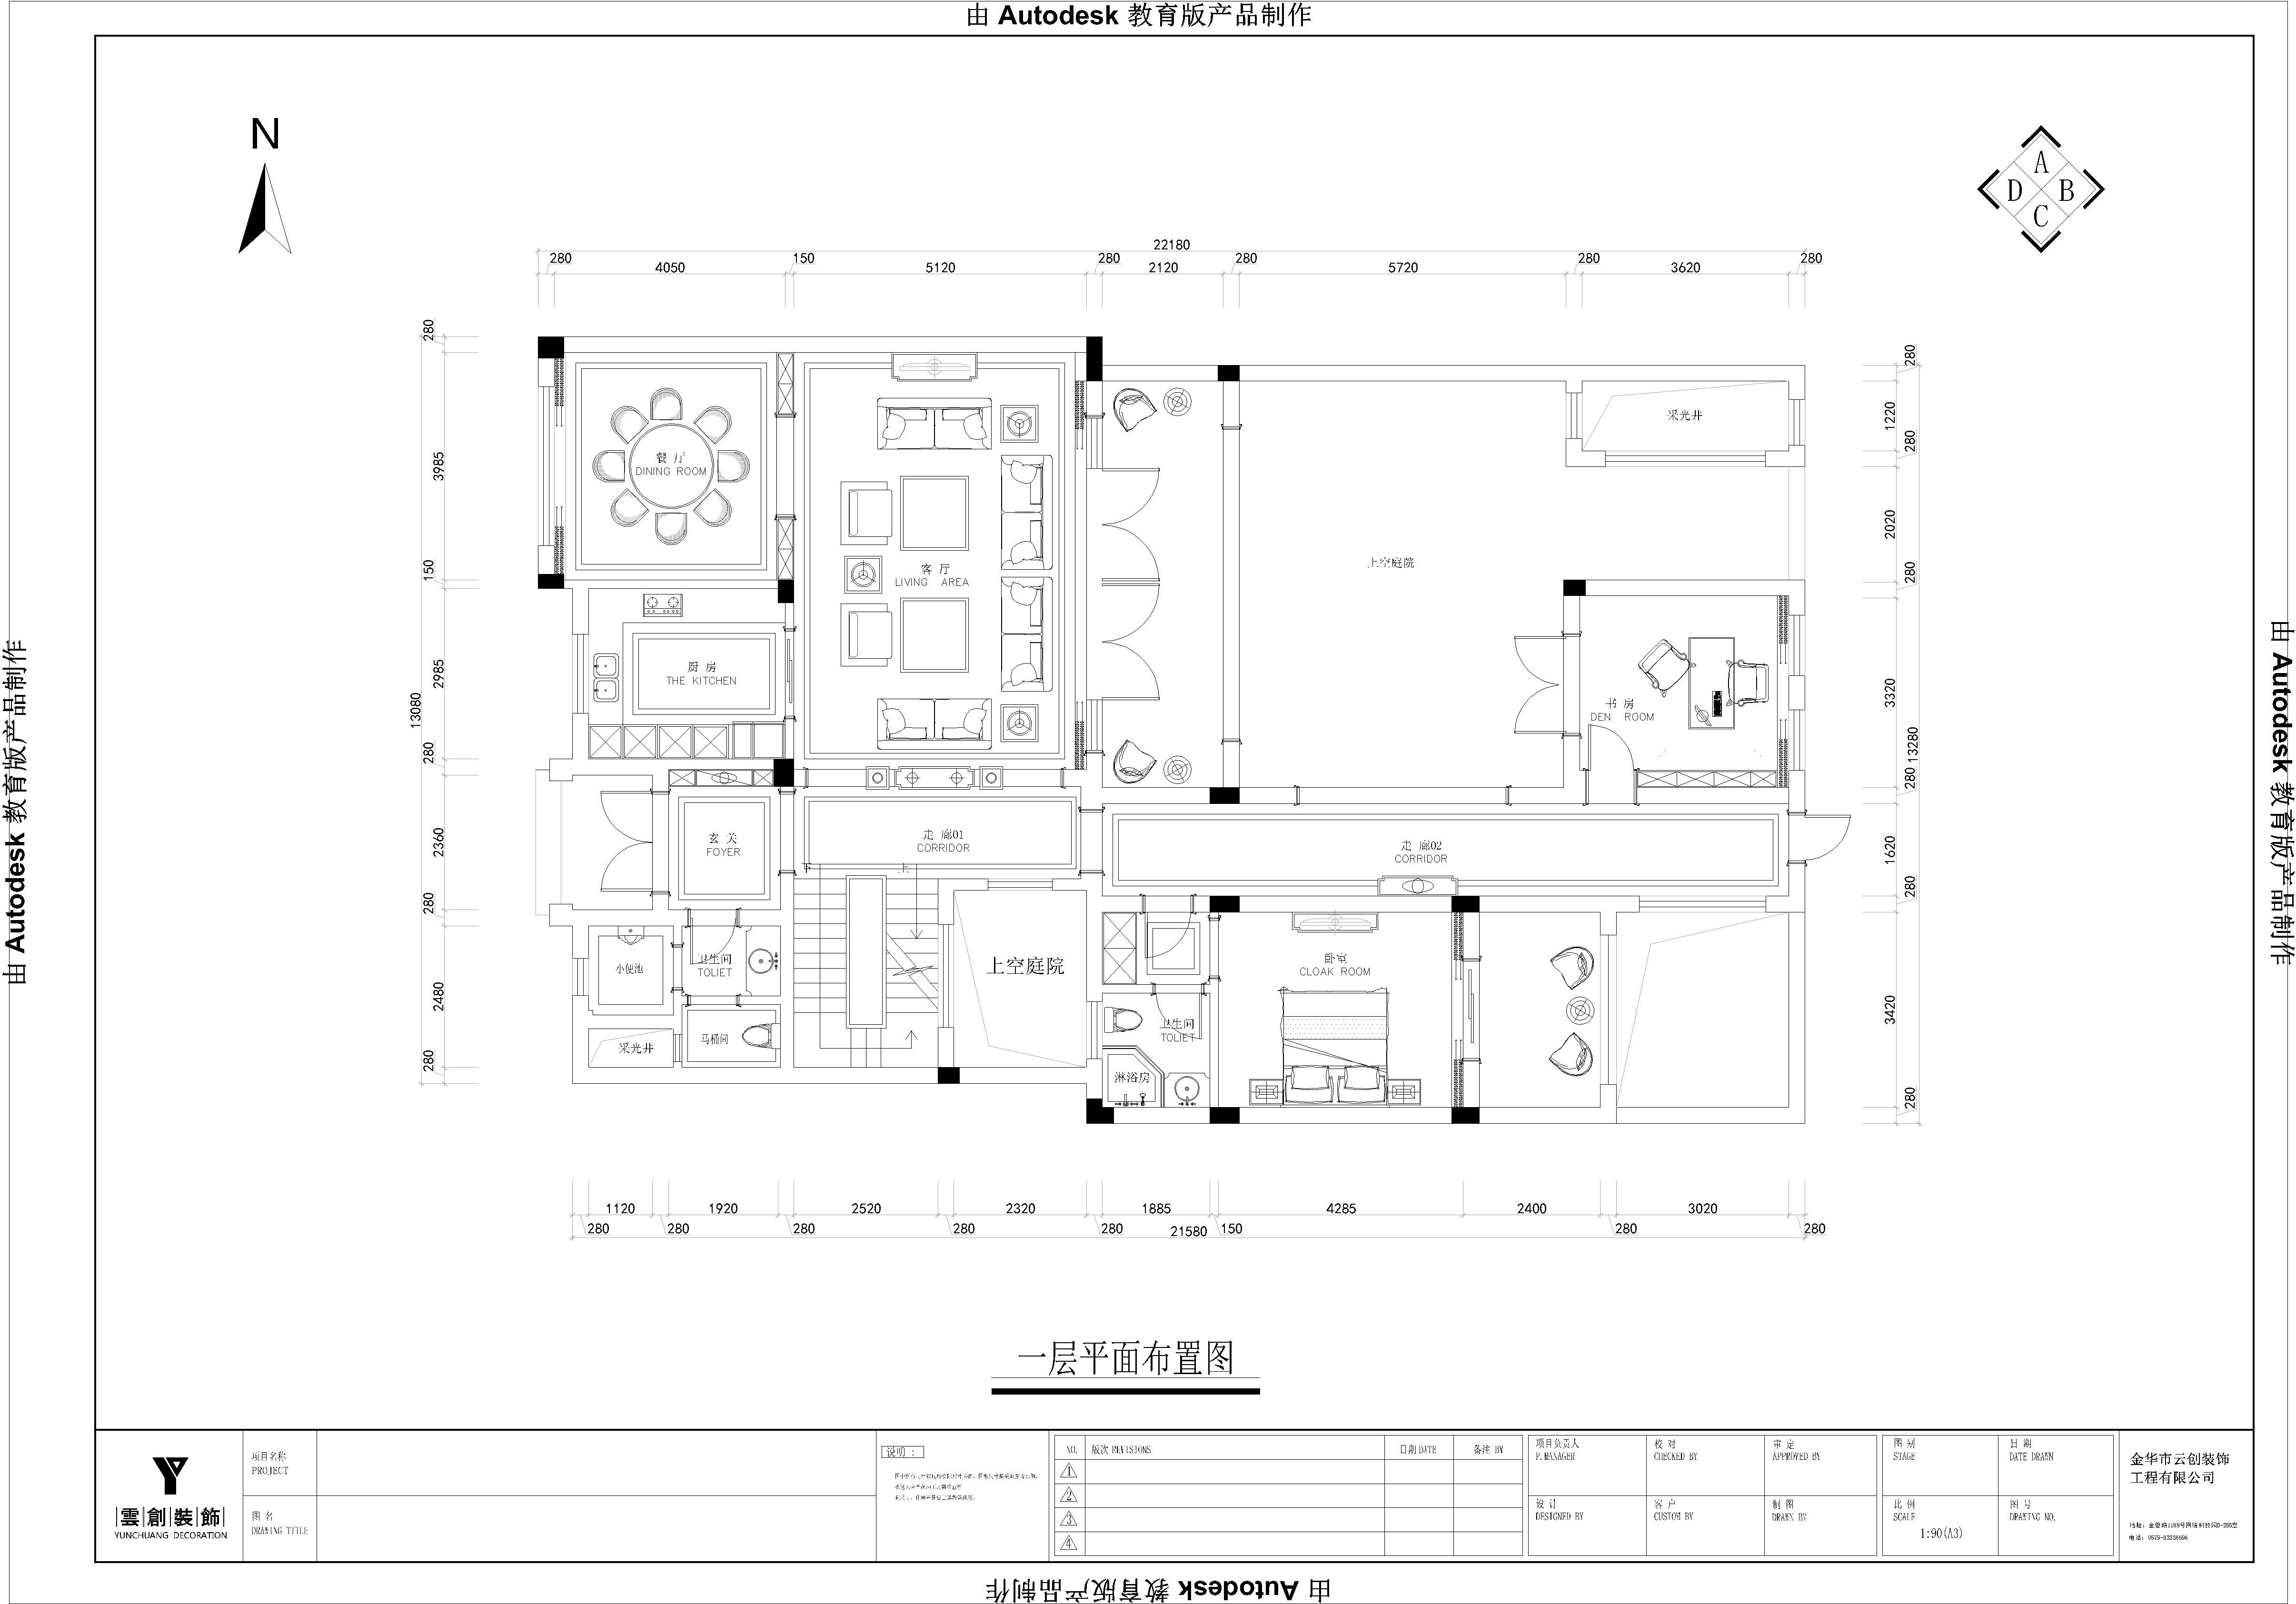 由 Autodesk 教育版产品制作
N
A
D B
C
22180
280 4050 150 5120 280 2120 280 5720 280 3620 280
280
3985
150
2985
13080
280
2360
280
2480
280
280
1220
280
2020
280
3320
13280
280
1620
280
3420
280
采光井
餐 厅
DINING ROOM
上空庭院
客 厅
LIVING AREA
厨 房
THE KITCHEN
书 房
DEN ROOM
玄 关
FOYER
走 廊01
CORRIDOR
走 廊02
CORRIDOR
上
小便池
卫生间
TOLIET
上空庭院
卧室
CLOAK ROOM
马桶间
采光井
卫生间
TOLIET
淋浴房
1120 1920 2520 2320 1885 4285 2400 3020
280 280 280 280 280 21580 150 280 280
由 Autodesk 教育版产品制作
由 Autodesk 教育版产品制作
一层平面布置图
雲創裝飾
YUNCHUANG DECORATION
项目名称
PROJECT
图 名
DRAWING TITLE
说明 :
NO. 版次 REVISIONS 日期 DATE 备注 BY
1
2
3
4
项目负责人
P.MANAGER
校 对
CHECKED BY
审 定
APPROVED BY
图 别
STAGE
日 期
DATE DRAWN
设 计
DESIGNED BY
客 户
CUSTOM BY
制 图
DRAWN BY
比 例
SCALE
1:90(A3)
图 号
DRAWING NO.
金华市云创装饰
工程有限公司
由 Autodesk 教育版产品制作